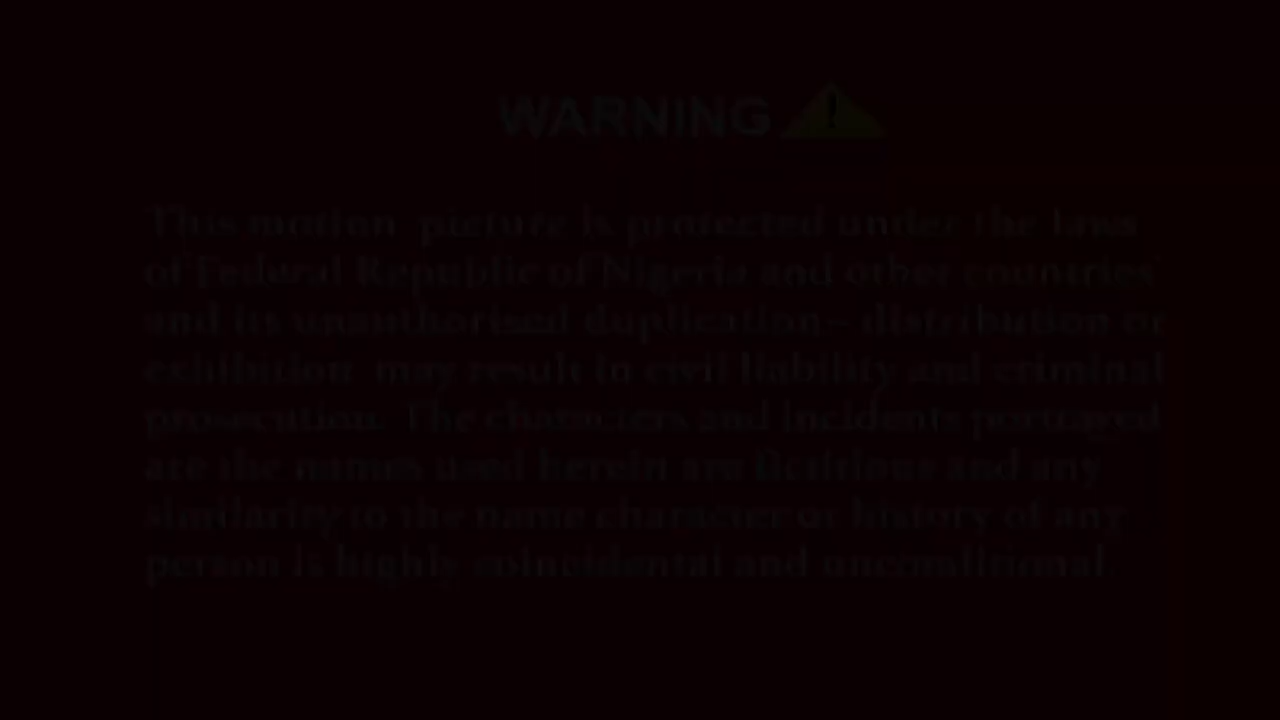 WARNING
This motion picture is protected under the laws
of Federal Republic of Nigeria and other countries
and its unauthorised duplication- distribution or
exhibition may result in civil liability and criminal
prosecution. The characters and incidents portrayed
are the names used herein are fictitious and any
similarity to the name character or history of any
person is highly coincidental and unconditional.